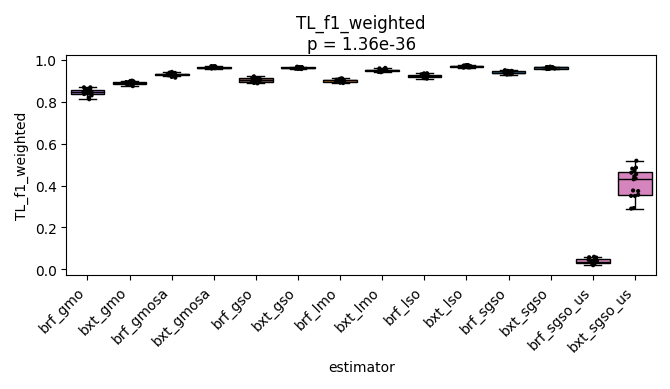 TL_f1_weighted
p = 1.36e-36
TL_f1_weighted
1.0
0.8
0.6
0.4
0.2
0.0
brf_gmo
bxt_gmo
brf_gmosa
bxt_gmosa
brf_gso
bxt_gso
brf_lmo
bxt_lmo
brf_lso
bxt_lso
brf_sgso
bxt_sgso
brf_sgso_us
bxt_sgso_us
estimator